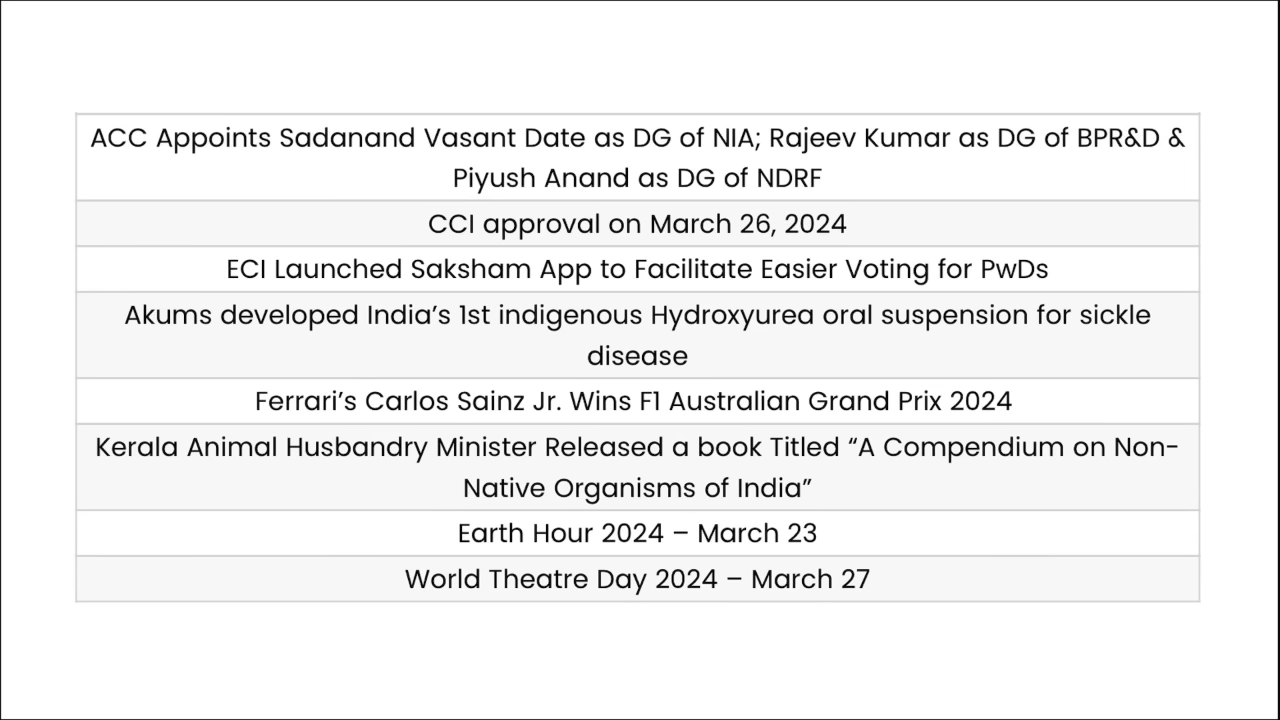 ACC Appoints Sadanand Vasant Date as DG of NIA; Rajeev Kumar as DG of BPR&D &
Piyush Anand as DG of NDRF
CCI approval on March 26, 2024
ECI Launched Saksham App to Facilitate Easier Voting for PwDs
Akums developed India’s 1st indigenous Hydroxyurea oral suspension for sickle
disease
Ferrari’s Carlos Sainz Jr. Wins F1 Australian Grand Prix 2024
Kerala Animal Husbandry Minister Released a book Titled “A Compendium on Non-
Native Organisms of India”
Earth Hour 2024 – March 23
World Theatre Day 2024 – March 27